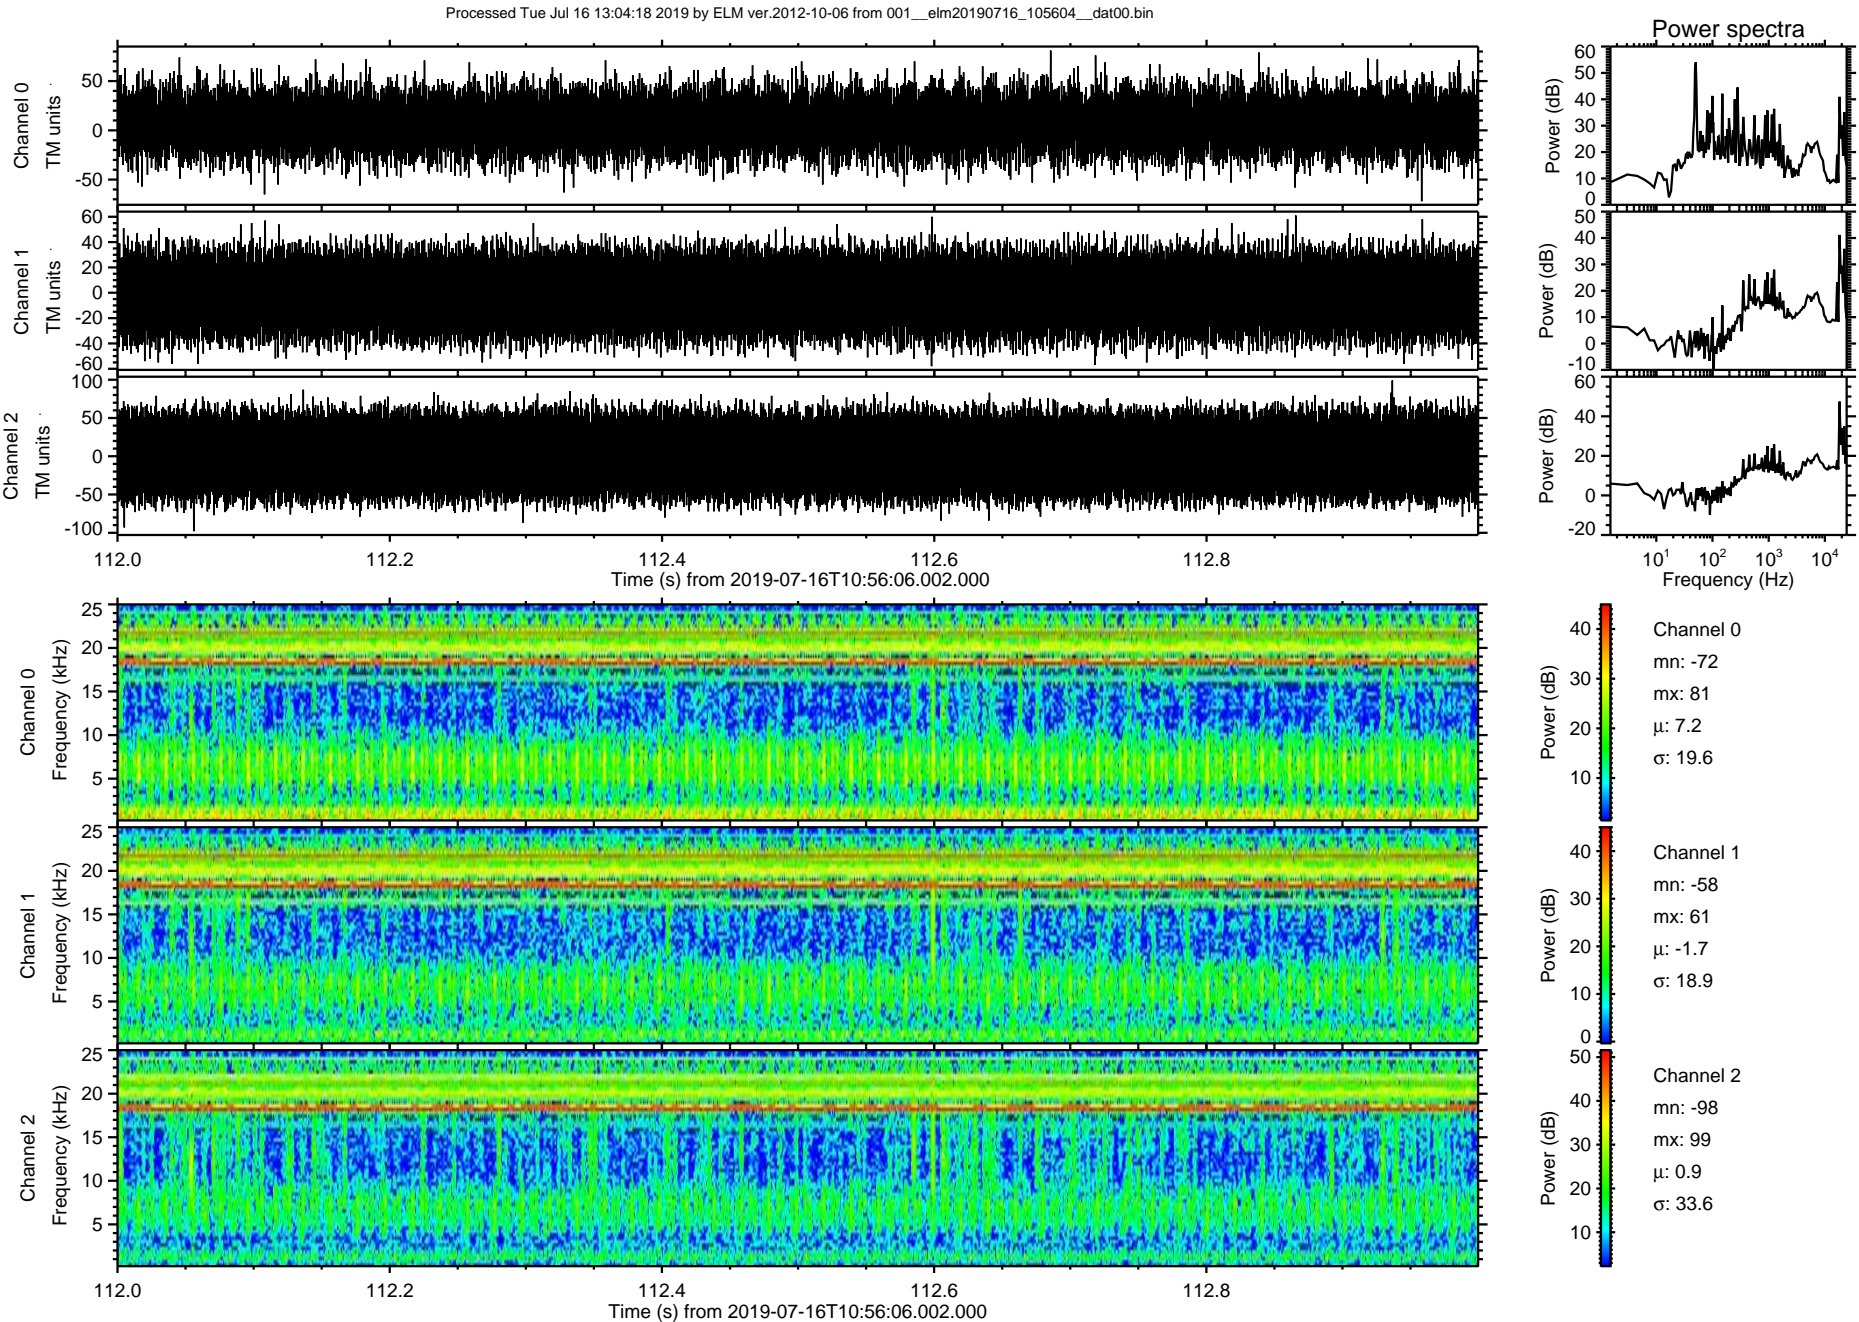 Processed Tue Jul 16 13:04:18 2019 by ELM ver.2012-10-06 from 001__elm20190716_105604__dat00.bin
Power spectra
Channel 0
TM units
50
0
-50
Power (dB)
60
50
40
30
20
10
0
Channel 1
TM units
60
40
20
0
-20
-40
-60
Power (dB)
50
40
30
20
10
0
-10
Channel 2
TM units
100
50
0
-50
-100
Power (dB)
60
40
20
0
-20
112.0 112.2 112.4 112.6 112.8
Time (s) from 2019-07-16T10:56:06.002.000
10¹ 10² 10³ 10⁴
Frequency (Hz)
Channel 0
Frequency (kHz)
25
20
15
10
5
Power (dB)
40
30
20
10
Channel 0
mn: -72
mx: 81
μ: 7.2
σ: 19.6
Channel 1
Frequency (kHz)
25
20
15
10
5
Power (dB)
40
30
20
10
0
Channel 1
mn: -58
mx: 61
μ: -1.7
σ: 18.9
Channel 2
Frequency (kHz)
25
20
15
10
5
Power (dB)
50
40
30
20
10
Channel 2
mn: -98
mx: 99
μ: 0.9
σ: 33.6
112.0 112.2 112.4 112.6 112.8
Time (s) from 2019-07-16T10:56:06.002.000